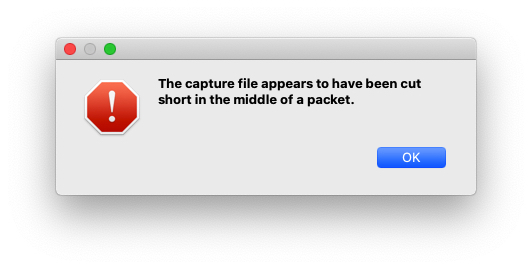 The capture file appears to have been cut
short in the middle of a packet.
OK